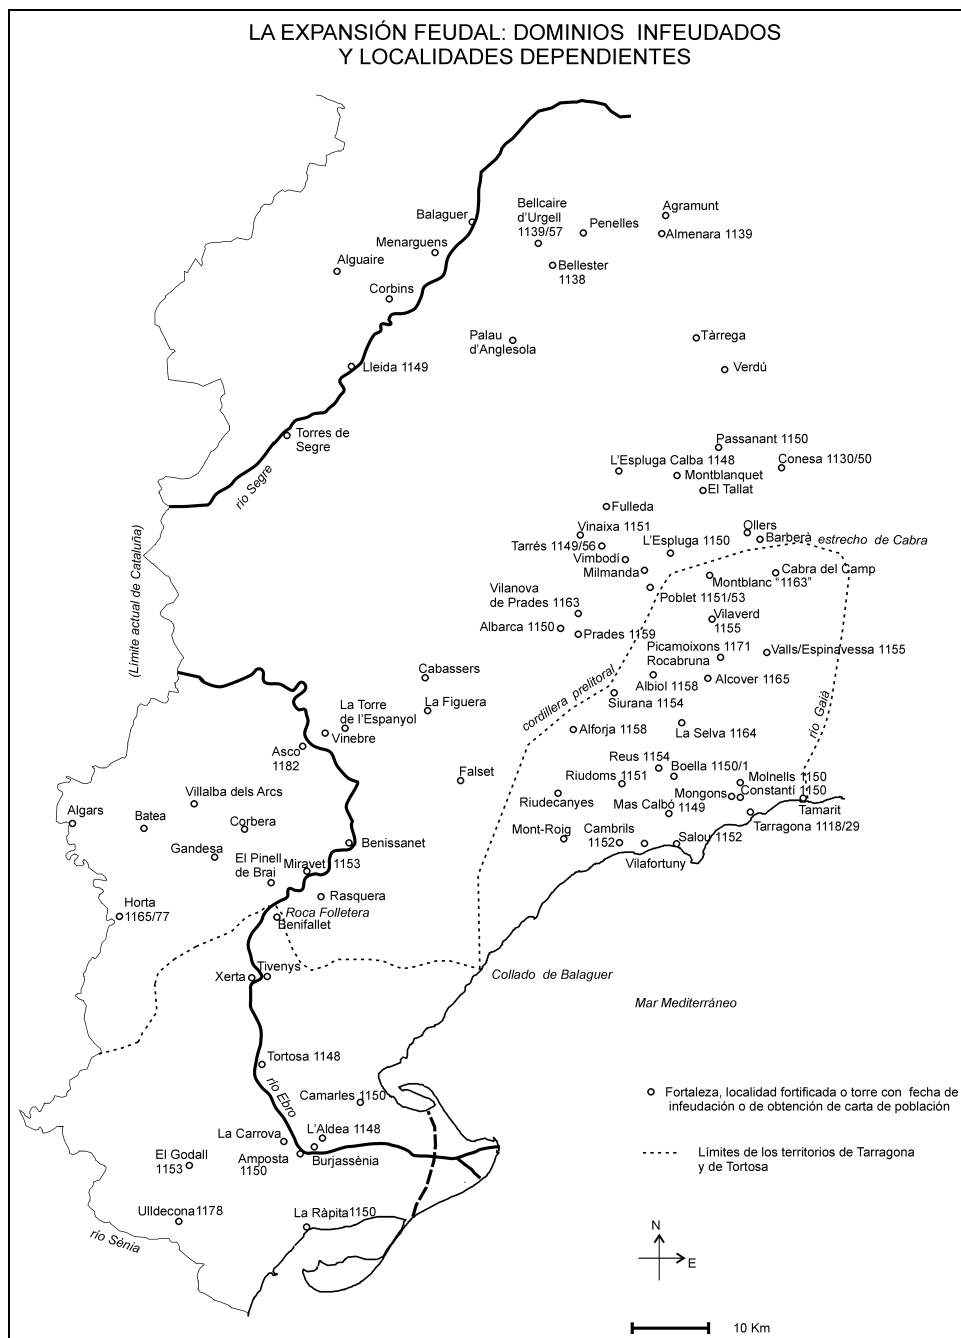 LA EXPANSIÓN FEUDAL: DOMINIOS INFEUDADOS
Y LOCALIDADES DEPENDIENTES
Balaguer
Bellcaire
d'Urgell
1139/57
Penelles
Agramunt
Almenara 1139
Menarguens
Alguaire
Bellester
1138
Corbins
Palau
d'Anglesola
Tàrrega
Lleida 1149
Verdú
Torres de
Segre
río Segre
Passanant 1150
L'Espluga Calba 1148
Conesa 1130/50
Montblanquet
El Tallat
Fulleda
(Límite actual de Cataluña)
Vinaixa 1151
Ollers
Tarrés 1149/56
L'Espluga 1150
Barberà
estrecho de Cabra
Vimbodí
Milmanda
Cabra del Camp
Montblanc "1163"
Vilanova
de Prades 1163
Poblet 1151/53
Albarca 1150
Prades 1159
Vilaverd
1155
Picamoixons 1171
Rocabruna
Valls/Espinavessa 1155
Cabassers
Albiol 1158
Alcover 1165
cordillera prelitoral
Siurana 1154
La Figuera
La Torre
de l'Espanyol
Vinebre
Alforja 1158
La Selva 1164
río Gaià
Asco
1182
Reus 1154
Boella 1150/1
Falset
Riudoms 1151
Molnells 1150
Constantí 1150
Mongons
Villalba dels Arcs
Riudecanyes
Mas Calbó
1149
Tamarit
Tarragona 1118/29
Algars
Batea
Corbera
Mont-Roig
Cambrils
1152
Salou 1152
Vilafortuny
Gandesa
Benissanet
El Pinell
de Brai
Miravet 1153
Rasquera
Horta
1165/77
Roca Folletera
Benifallet
Tivenys
Xerta
Collado de Balaguer
Mar Mediterráneo
Tortosa 1148
río Ebro
Camarles 1150
Fortaleza, localidad fortificada o torre con fecha de
infeudación o de obtención de carta de población
L'Aldea 1148
La Carrova
Amposta
1150
Burjassènia
El Godall
1153
Límites de los territorios de Tarragona
y de Tortosa
Ulldecona 1178
La Ràpita 1150
río Sènia
N
E
10 Km